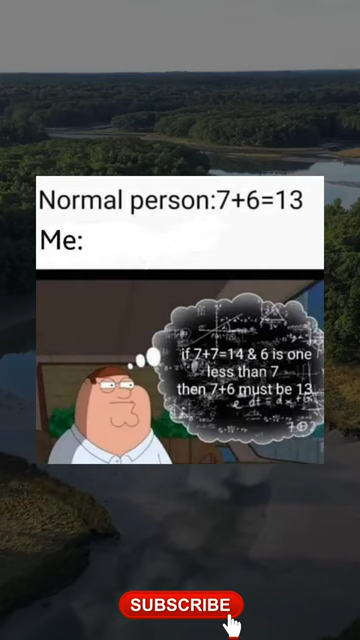 Normal person:7+6=13
Me:
if 7+7=14 & 6 is one
less than 7
then 7+6 must be 13
SUBSCRIBE